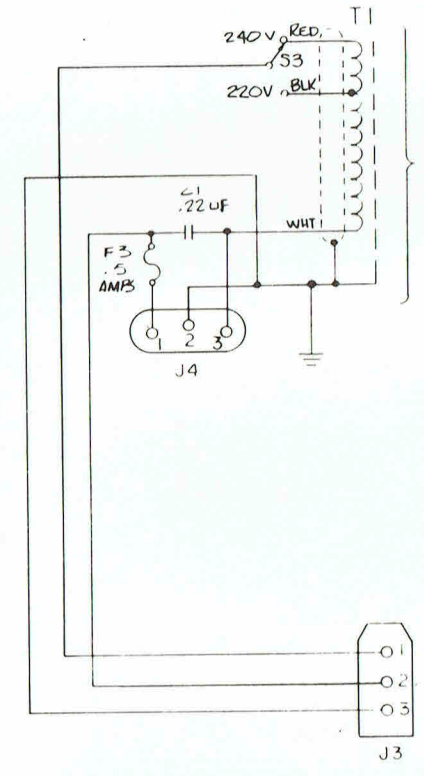 T1
240V RED
S3
220V BLK
C1
.22 UF
WHT
F3
.5
AMPS
1 2 3
J4
1
2
3
J3